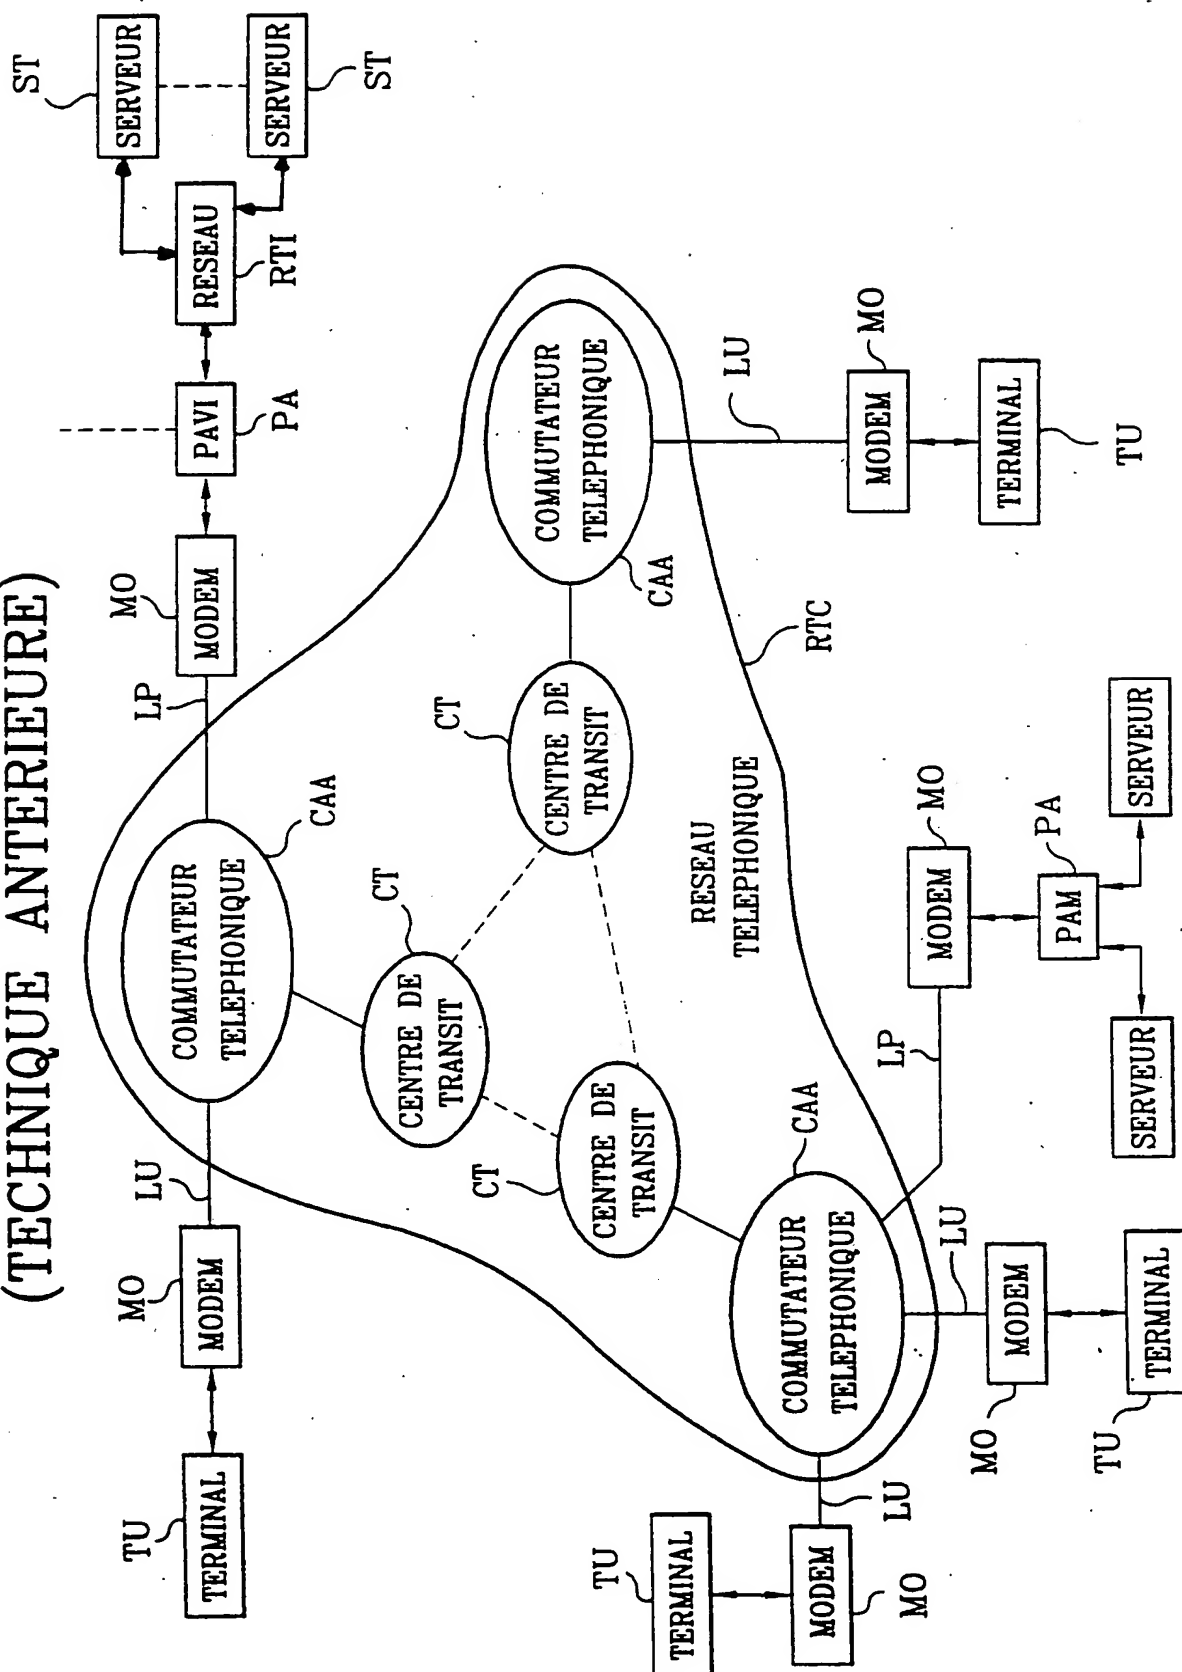 (TECHNIQUE ANTERIEURE)
ST
SERVEUR
SERVEUR
ST
RESEAU
RTI
PAVI
PA
MO
MODEM
LP
COMMUTATEUR
TELEPHONIQUE
CAA
LU
MO
MODEM
TU
TERMINAL
CT
CENTRE DE
TRANSIT
CT
CENTRE DE
TRANSIT
CT
CENTRE DE
TRANSIT
COMMUTATEUR
TELEPHONIQUE
CAA
LU
MO
MODEM
TERMINAL
TU
RTC
RESEAU
TELEPHONIQUE
COMMUTATEUR
TELEPHONIQUE
CAA
LP
MO
MODEM
PA
PAM
SERVEUR
SERVEUR
LU
MODEM
MO
TERMINAL
TU
LU
MODEM
MO
TU
TERMINAL